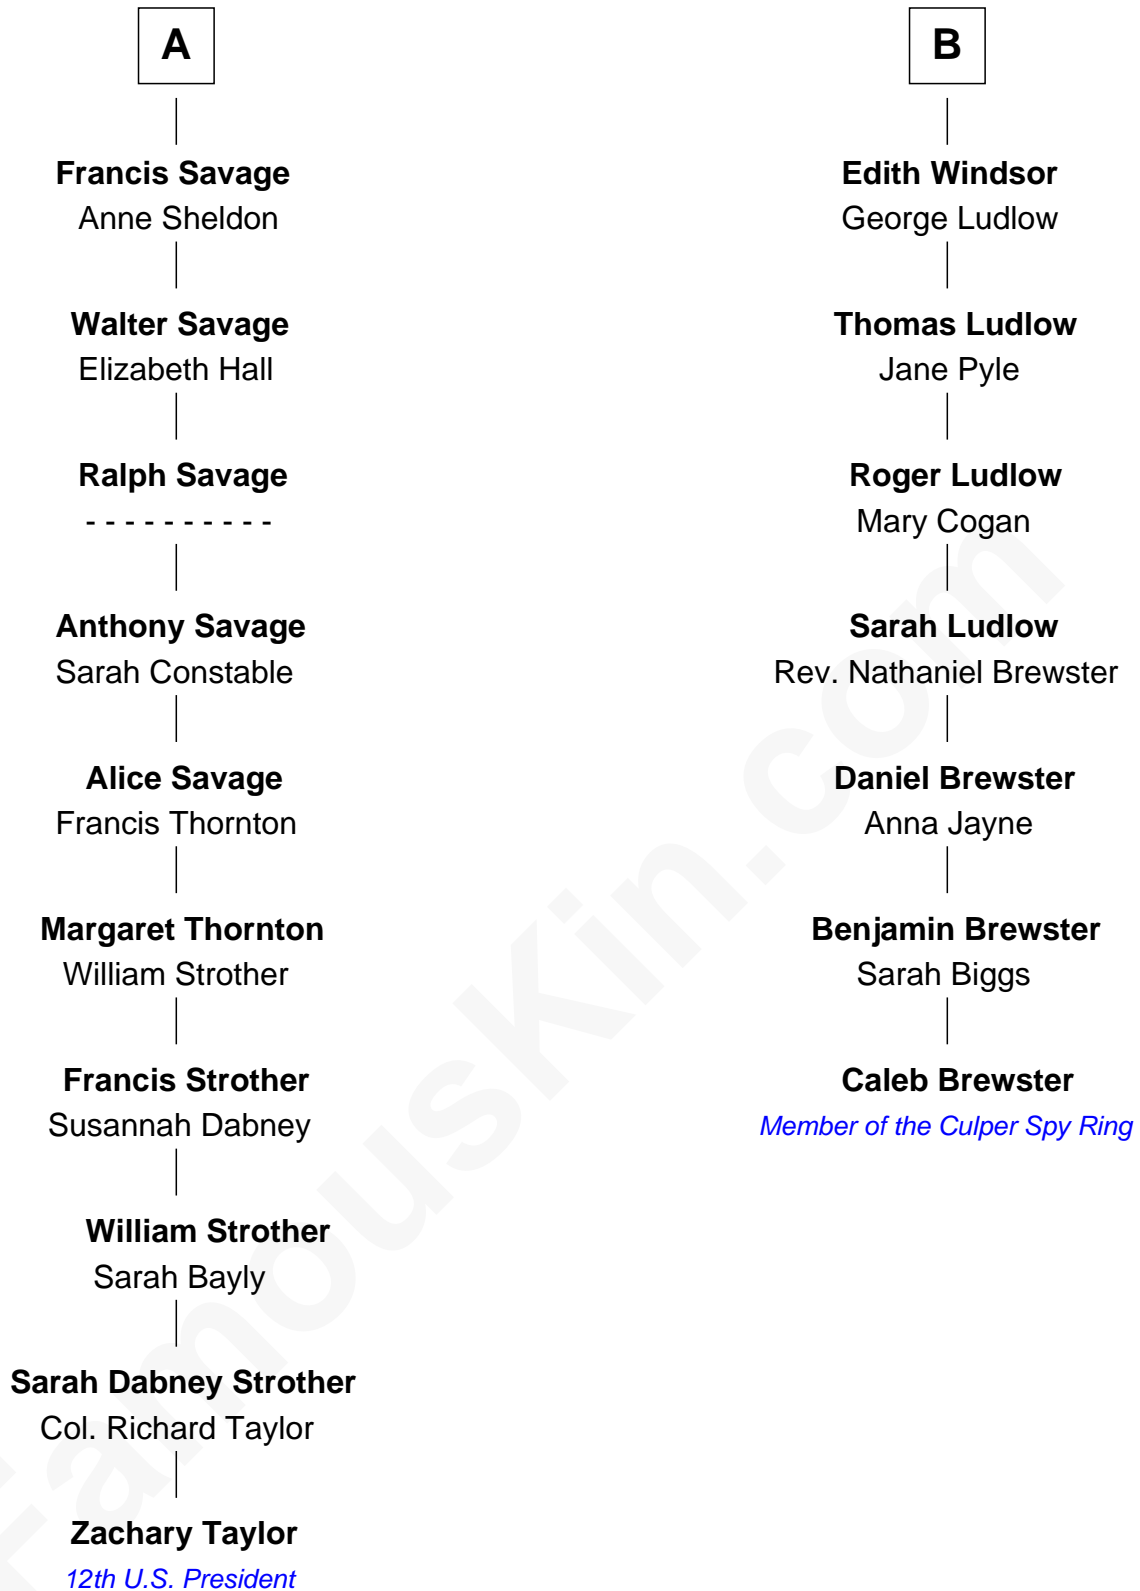 A
Francis Savage
Anne Sheldon
Walter Savage
Elizabeth Hall
Ralph Savage
- - - - - - - - - -
Anthony Savage
Sarah Constable
Alice Savage
Francis Thornton
Margaret Thornton
William Strother
Francis Strother
Susannah Dabney
William Strother
Sarah Bayly
Sarah Dabney Strother
Col. Richard Taylor
Zachary Taylor
12th U.S. President
B
Edith Windsor
George Ludlow
Thomas Ludlow
Jane Pyle
Roger Ludlow
Mary Cogan
Sarah Ludlow
Rev. Nathaniel Brewster
Daniel Brewster
Anna Jayne
Benjamin Brewster
Sarah Biggs
Caleb Brewster
Member of the Culper Spy Ring
FamousKin.com